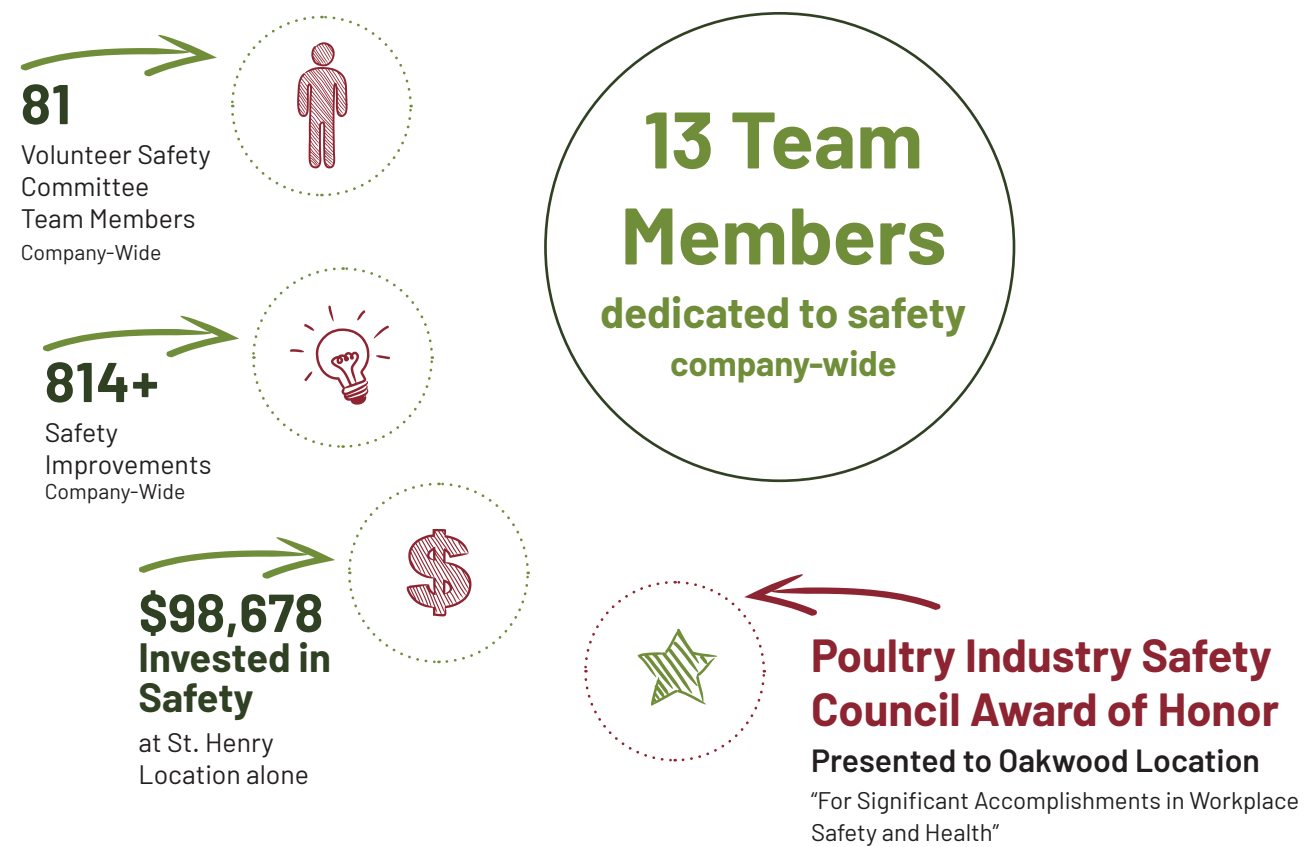 81
Volunteer Safety
Committee
Team Members
Company-Wide
814+
Safety
Improvements
Company-Wide
$98,678
Invested in
Safety
at St. Henry
Location alone
13 Team
Members
dedicated to safety
company-wide
Poultry Industry Safety
Council Award of Honor
Presented to Oakwood Location
“For Significant Accomplishments in Workplace
Safety and Health”